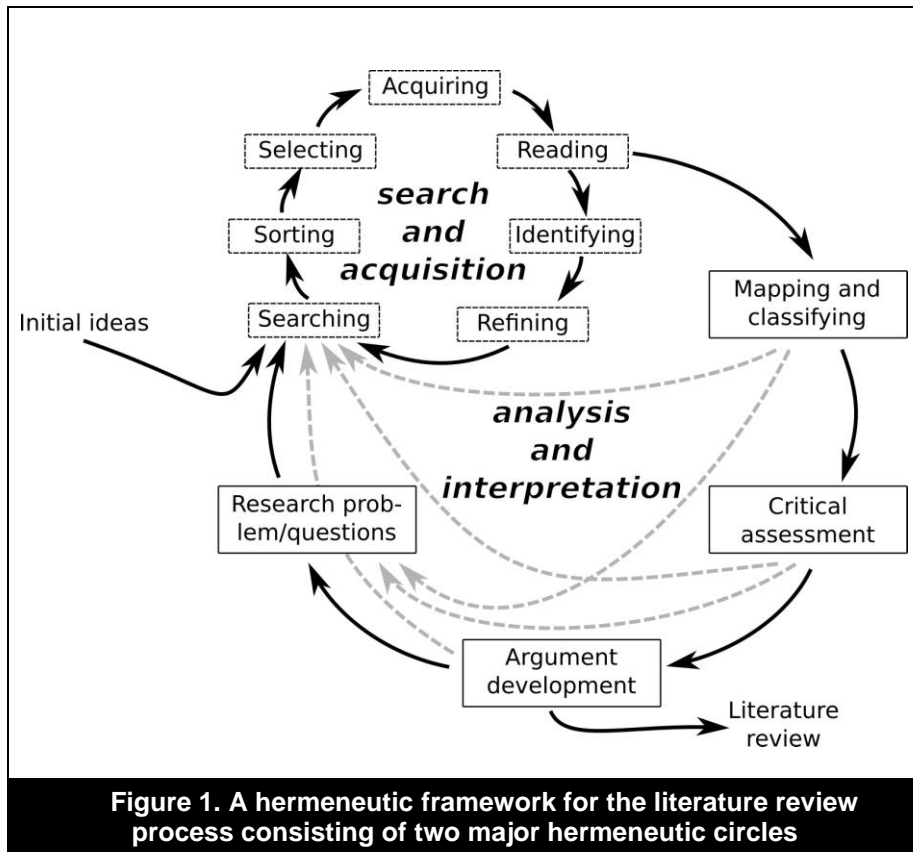 Acquiring
Selecting
Reading
search
and
acquisition
Sorting
Identifying
Searching
Refining
Initial ideas
Mapping and
classifying
analysis
and
interpretation
Research prob-
lem/questions
Critical
assessment
Argument
development
Literature
review
Figure 1. A hermeneutic framework for the literature review
process consisting of two major hermeneutic circles